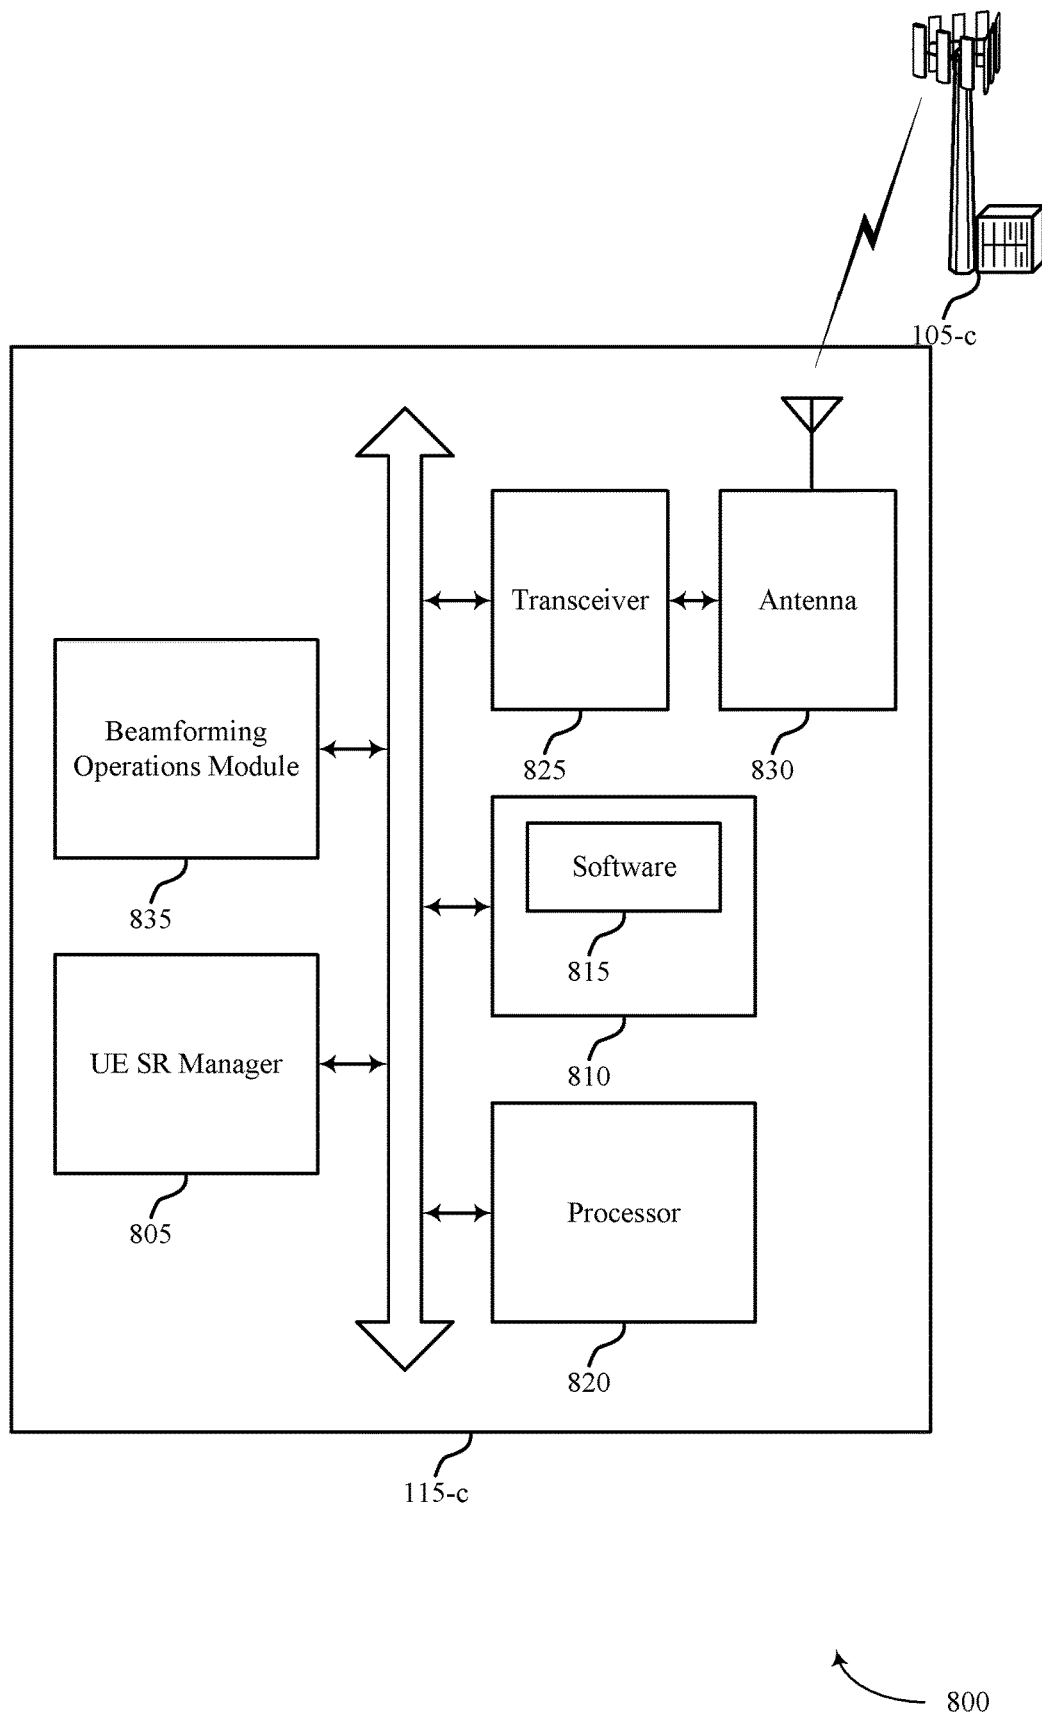 105-c
Transceiver
Antenna
825
830
Beamforming
Operations Module
835
Software
815
810
UE SR Manager
805
Processor
820
115-c
800